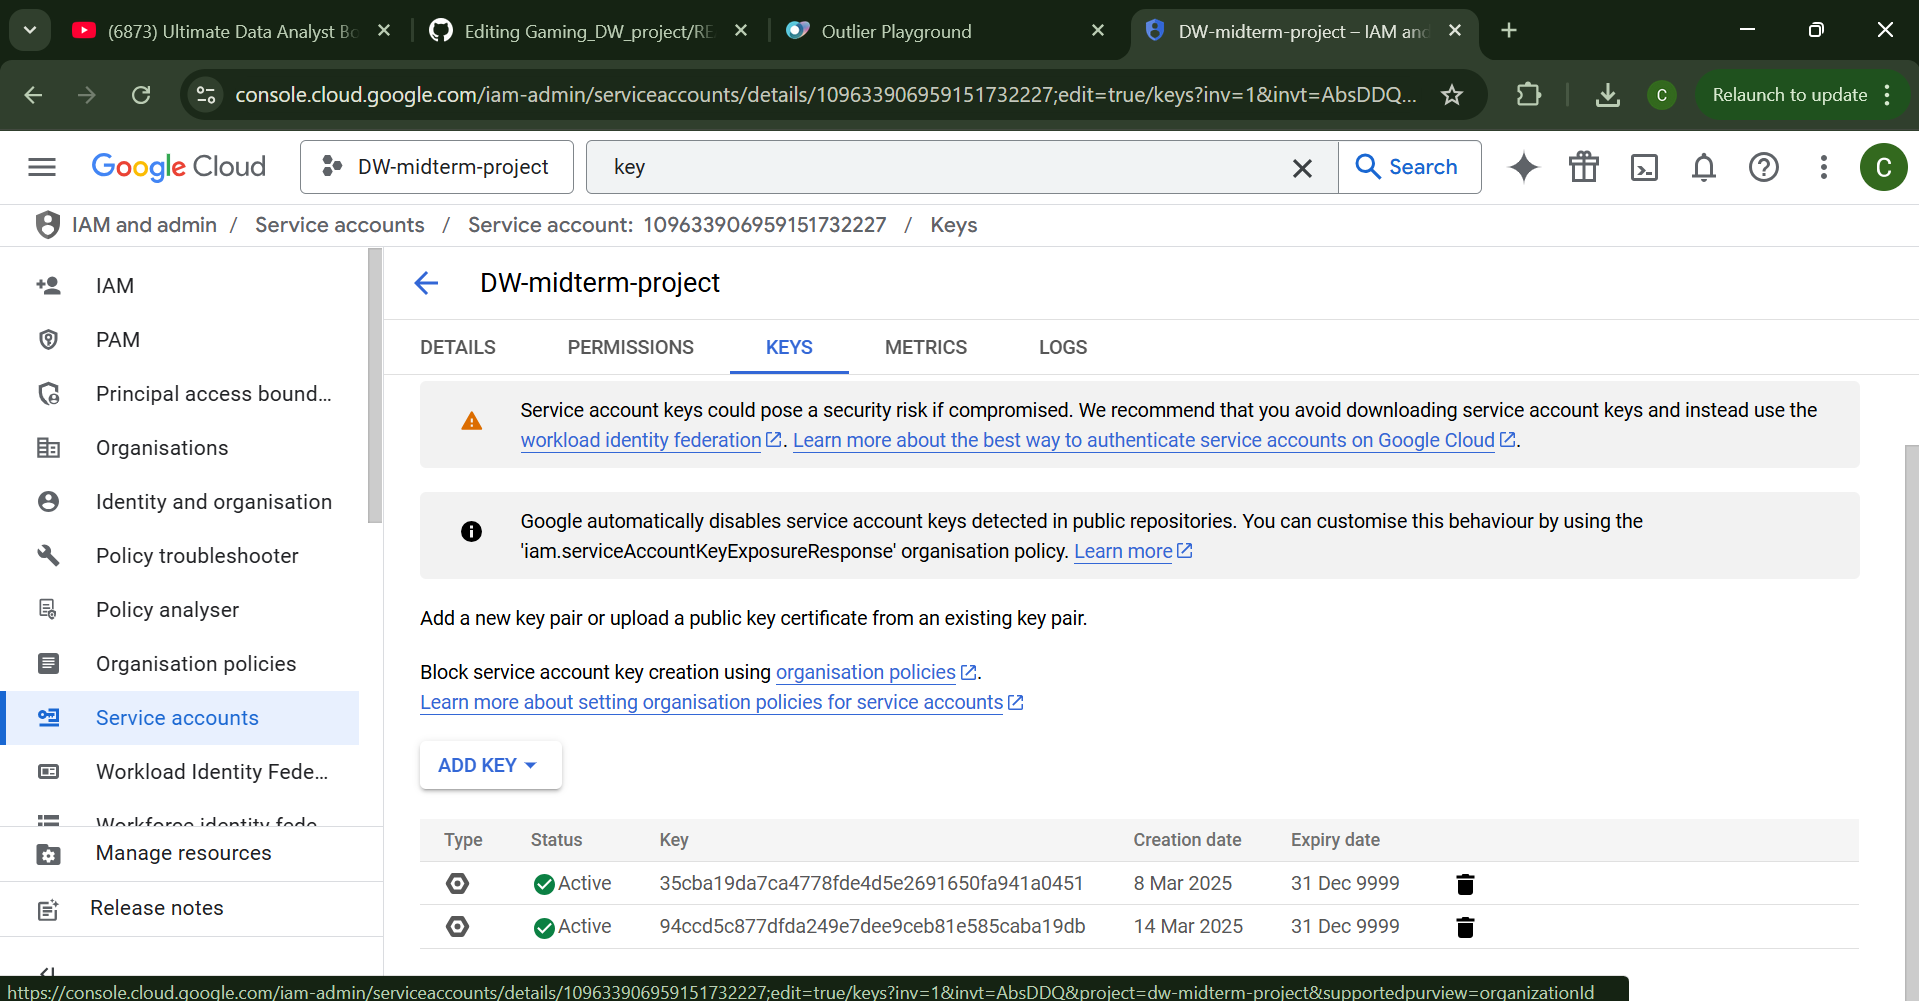 (6873) Ultimate Data Analyst Bo
Editing Gaming_DW_project/RE
Outlier Playground
DW-midterm-project – IAM and
console.cloud.google.com/iam-admin/serviceaccounts/details/109633906959151732227;edit=true/keys?inv=1&invt=AbsDDQ...
C
Relaunch to update
Google Cloud
DW-midterm-project
key
Search
C
IAM and admin / Service accounts / Service account: 109633906959151732227 / Keys
IAM
PAM
Principal access bound...
Organisations
Identity and organisation
Policy troubleshooter
Policy analyser
Organisation policies
Service accounts
Workload Identity Fede...
Workforce identity fede
Manage resources
Release notes
DW-midterm-project
DETAILS PERMISSIONS KEYS METRICS LOGS
Service account keys could pose a security risk if compromised. We recommend that you avoid downloading service account keys and instead use the
workload identity federation. Learn more about the best way to authenticate service accounts on Google Cloud.
Google automatically disables service account keys detected in public repositories. You can customise this behaviour by using the
'iam.serviceAccountKeyExposureResponse' organisation policy. Learn more
Add a new key pair or upload a public key certificate from an existing key pair.
Block service account key creation using organisation policies.
Learn more about setting organisation policies for service accounts
ADD KEY
Type Status Key Creation date Expiry date
Active 35cba19da7ca4778fde4d5e2691650fa941a0451 8 Mar 2025 31 Dec 9999
Active 94ccd5c877dfda249e7dee9ceb81e585caba19db 14 Mar 2025 31 Dec 9999
https://console.cloud.google.com/iam-admin/serviceaccounts/details/109633906959151732227;edit=true/keys?inv=1&invt=AbsDDQ&project=dw-midterm-project&supportedpurview=organizationId